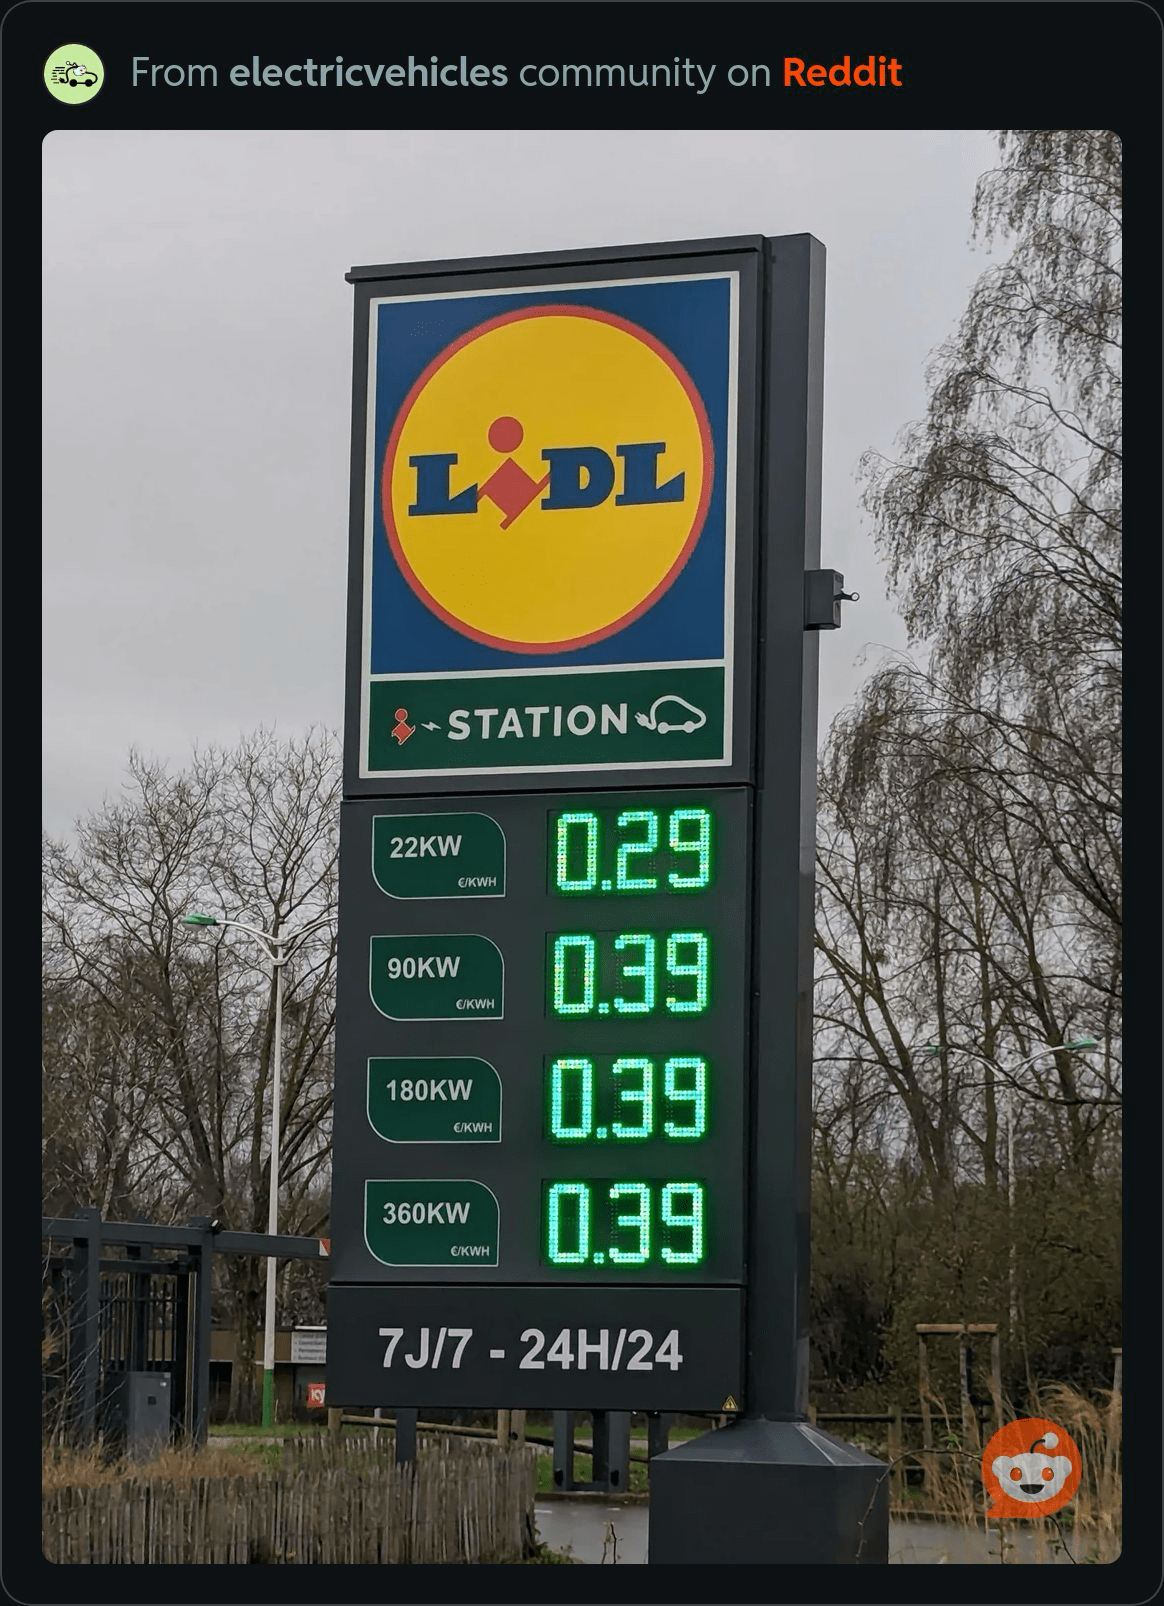 From electricvehicles community on Reddit
LIDL
STATION
22KW
€/KWH
0.29
90KW
€/KWH
0.39
180KW
€/KWH
0.39
360KW
€/KWH
0.39
7J/7 - 24H/24